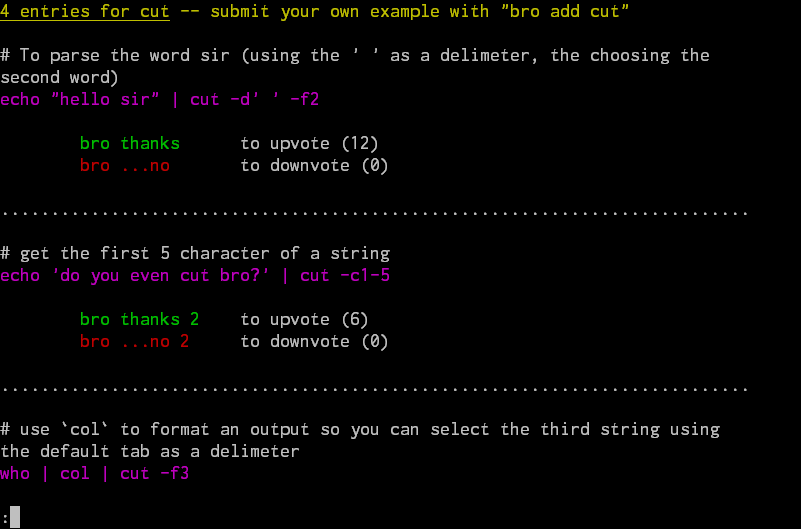 4 entries for cut -- submit your own example with "bro add cut"
# To parse the word sir (using the ' ' as a delimeter, the choosing the
second word)
echo "hello sir" | cut -d' ' -f2
bro thanks to upvote (12)
bro ...no to downvote (0)
...........................................................................
# get the first 5 character of a string
echo 'do you even cut bro?' | cut -c1-5
bro thanks 2 to upvote (6)
bro ...no 2 to downvote (0)
...........................................................................
# use `col` to format an output so you can select the third string using
the default tab as a delimeter
who | col | cut -f3
: